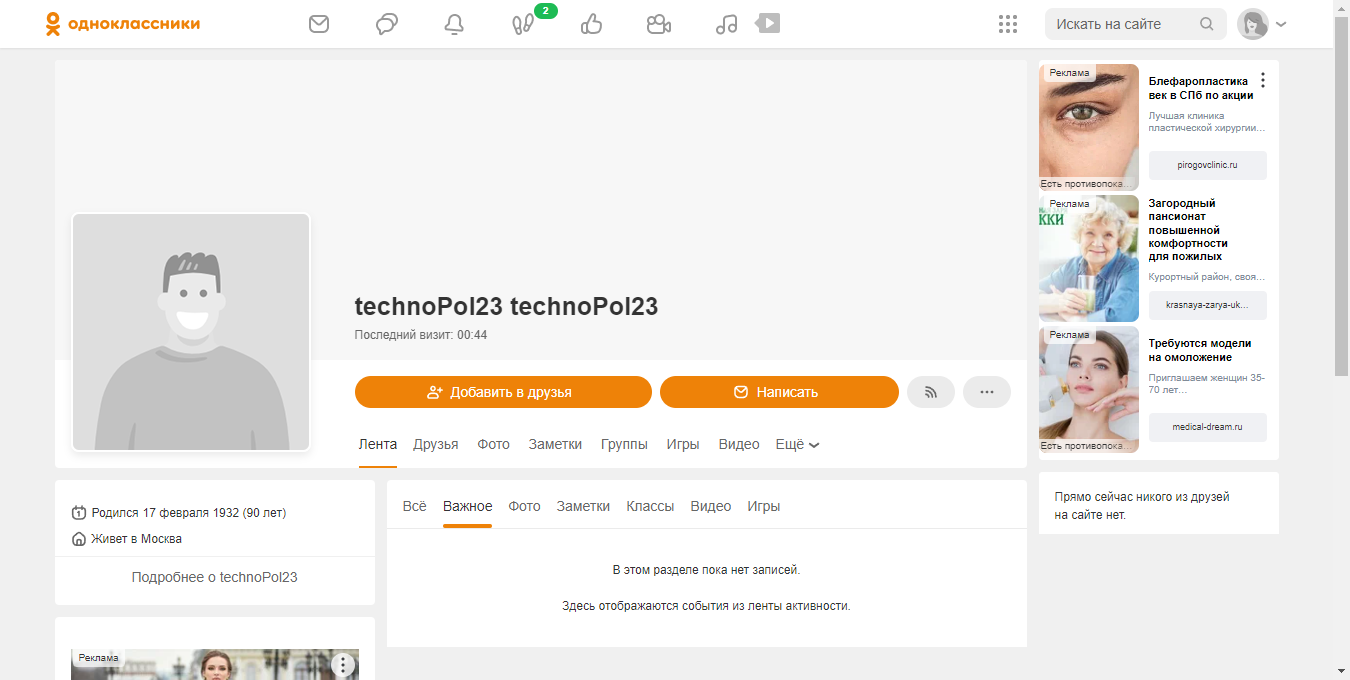 одноклассники
2
Искать на сайте
technoPol23 technoPol23
Последний визит: 00:44
Добавить в друзья
Написать
Лента Друзья Фото Заметки Группы Игры Видео Ещё
Родился 17 февраля 1932 (90 лет)
Живет в Москва
Подробнее о technoPol23
Реклама
Всё Важное Фото Заметки Классы Видео Игры
В этом разделе пока нет записей.
Здесь отображаются события из ленты активности.
Реклама
Есть противопока...
Блефаропластика
век в СПб по акции
Лучшая клиника
пластической хирургии...
pirogovclinic.ru
Реклама
ЖКИ
Загородный
пансионат
повышенной
комфортности
для пожилых
Курортный район, своя...
krasnaya-zarya-uk...
Реклама
Есть противопока...
Требуются модели
на омоложение
Приглашаем женщин 35-
70 лет...
medical-dream.ru
Прямо сейчас никого из друзей
на сайте нет.